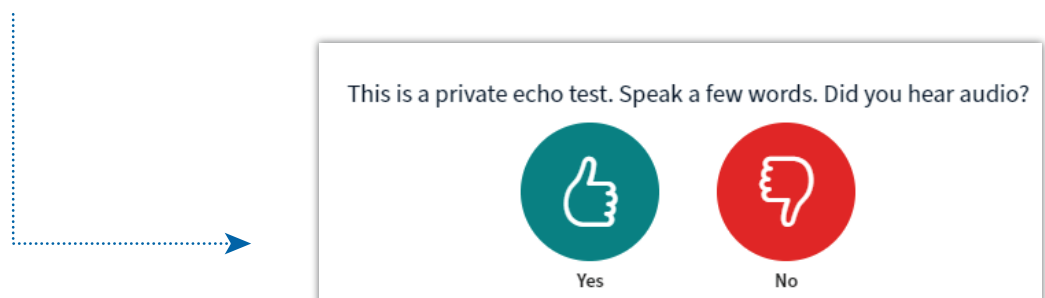 This is a private echo test. Speak a few words. Did you hear audio?
Yes
No